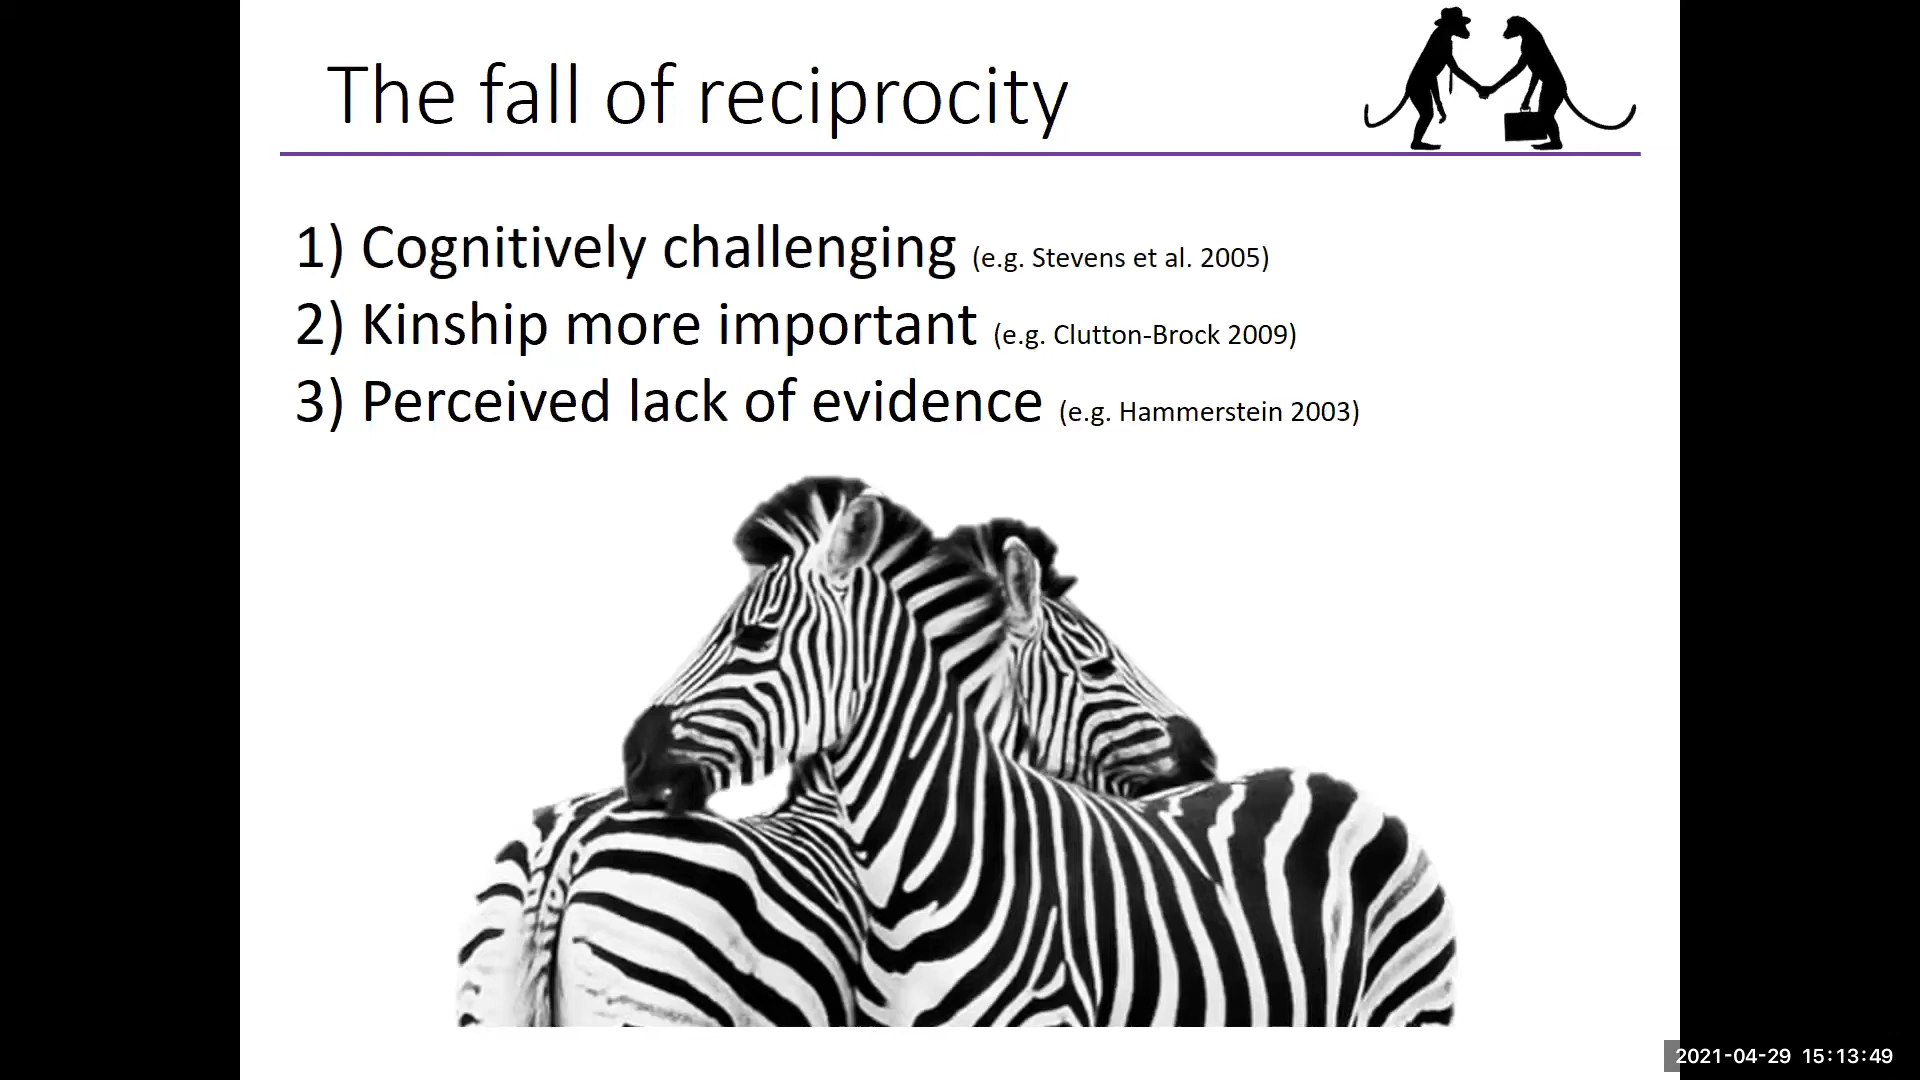 The fall of reciprocity
1) Cognitively challenging (e.g. Stevens et al. 2005)
2) Kinship more important (e.g. Clutton-Brock 2009)
3) Perceived lack of evidence (e.g. Hammerstein 2003)
2021-04-29 15:13:49